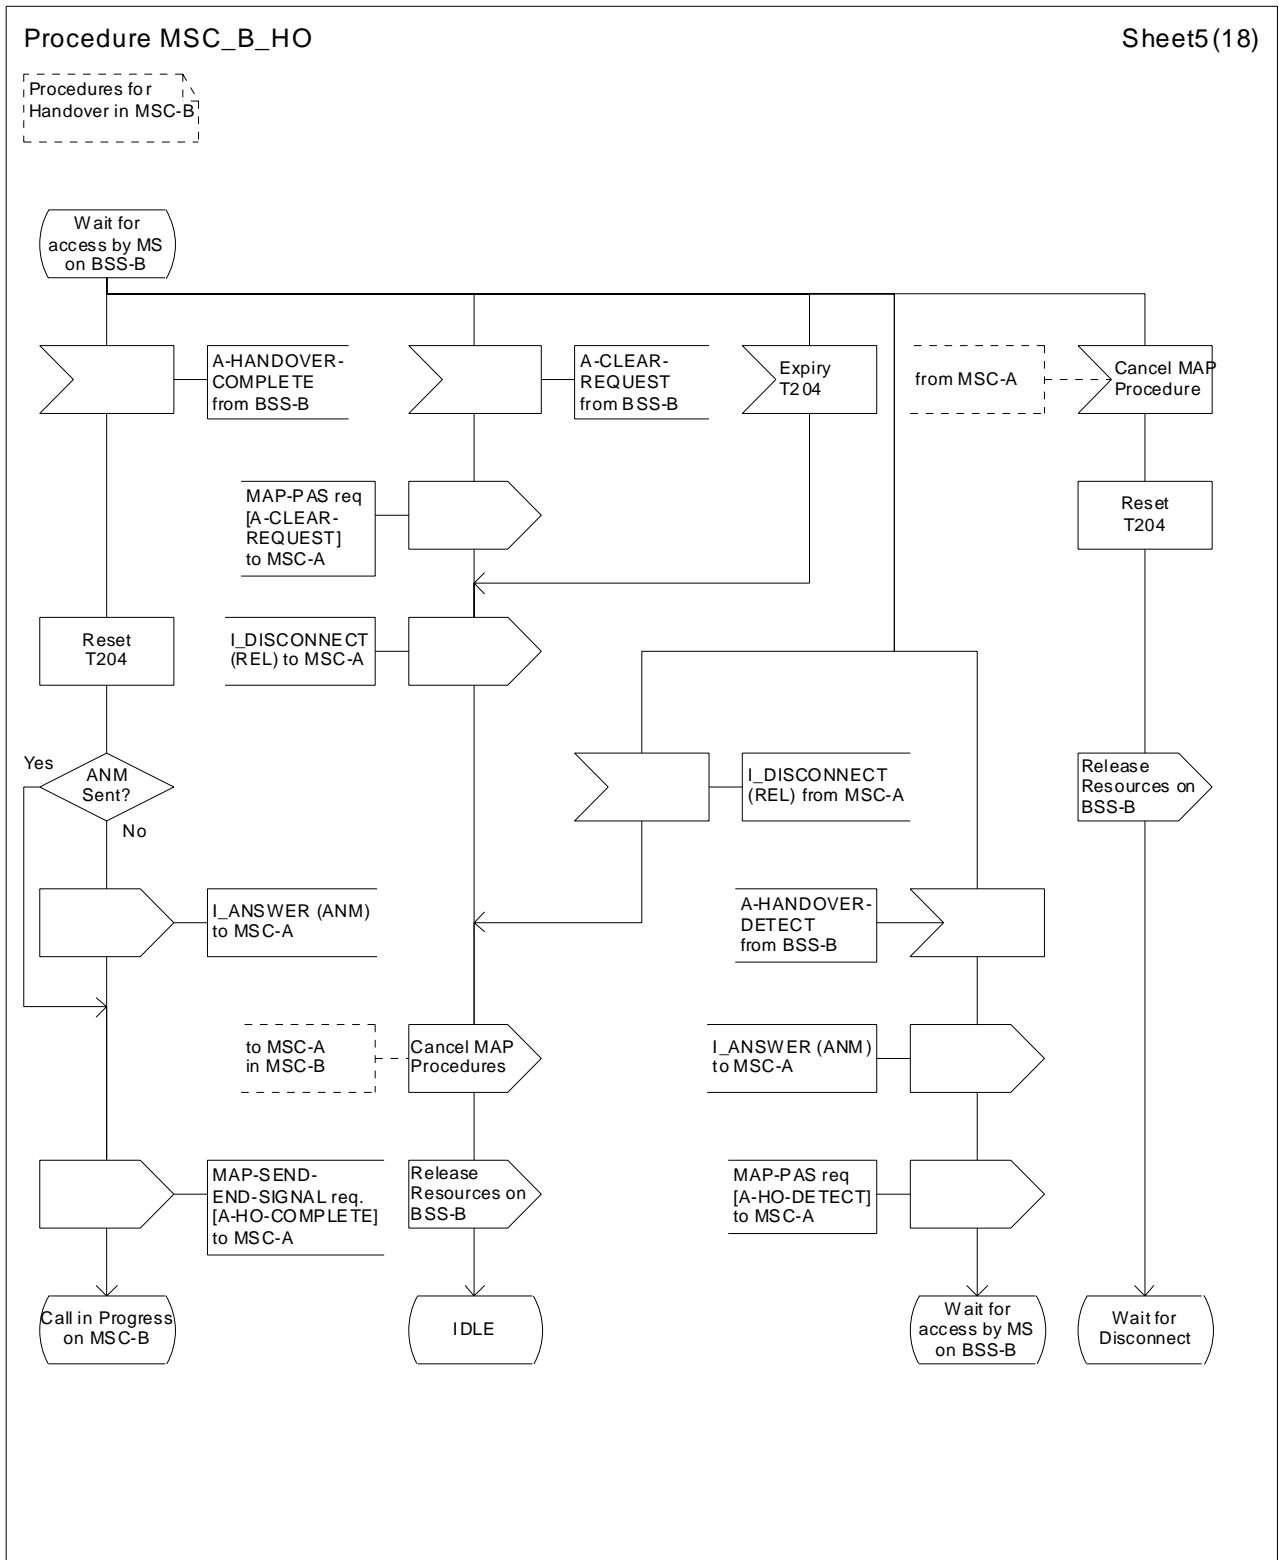 Procedure MSC_B_HO
Sheet5(18)
Procedures for
Handover in MSC-B
Wait for
access by MS
on BSS-B
A-HANDOVER-
COMPLETE
from BSS-B
A-CLEAR-
REQUEST
from BSS-B
Expiry
T204
from MSC-A
Cancel MAP
Procedure
MAP-PAS req
[A-CLEAR-
REQUEST]
to MSC-A
Reset
T204
Reset
T204
I_DISCONNECT
(REL) to MSC-A
Yes
ANM
Sent?
No
I_DISCONNECT
(REL) from MSC-A
Release
Resources on
BSS-B
I_ANSWER (ANM)
to MSC-A
A-HANDOVER-
DETECT
from BSS-B
to MSC-A
in MSC-B
Cancel MAP
Procedures
I_ANSWER (ANM)
to MSC-A
MAP-SEND-
END-SIGNAL req.
[A-HO-COMPLETE]
to MSC-A
Release
Resources on
BSS-B
MAP-PAS req
[A-HO-DETECT]
to MSC-A
Call in Progress
on MSC-B
IDLE
Wait for
access by MS
on BSS-B
Wait for
Disconnect